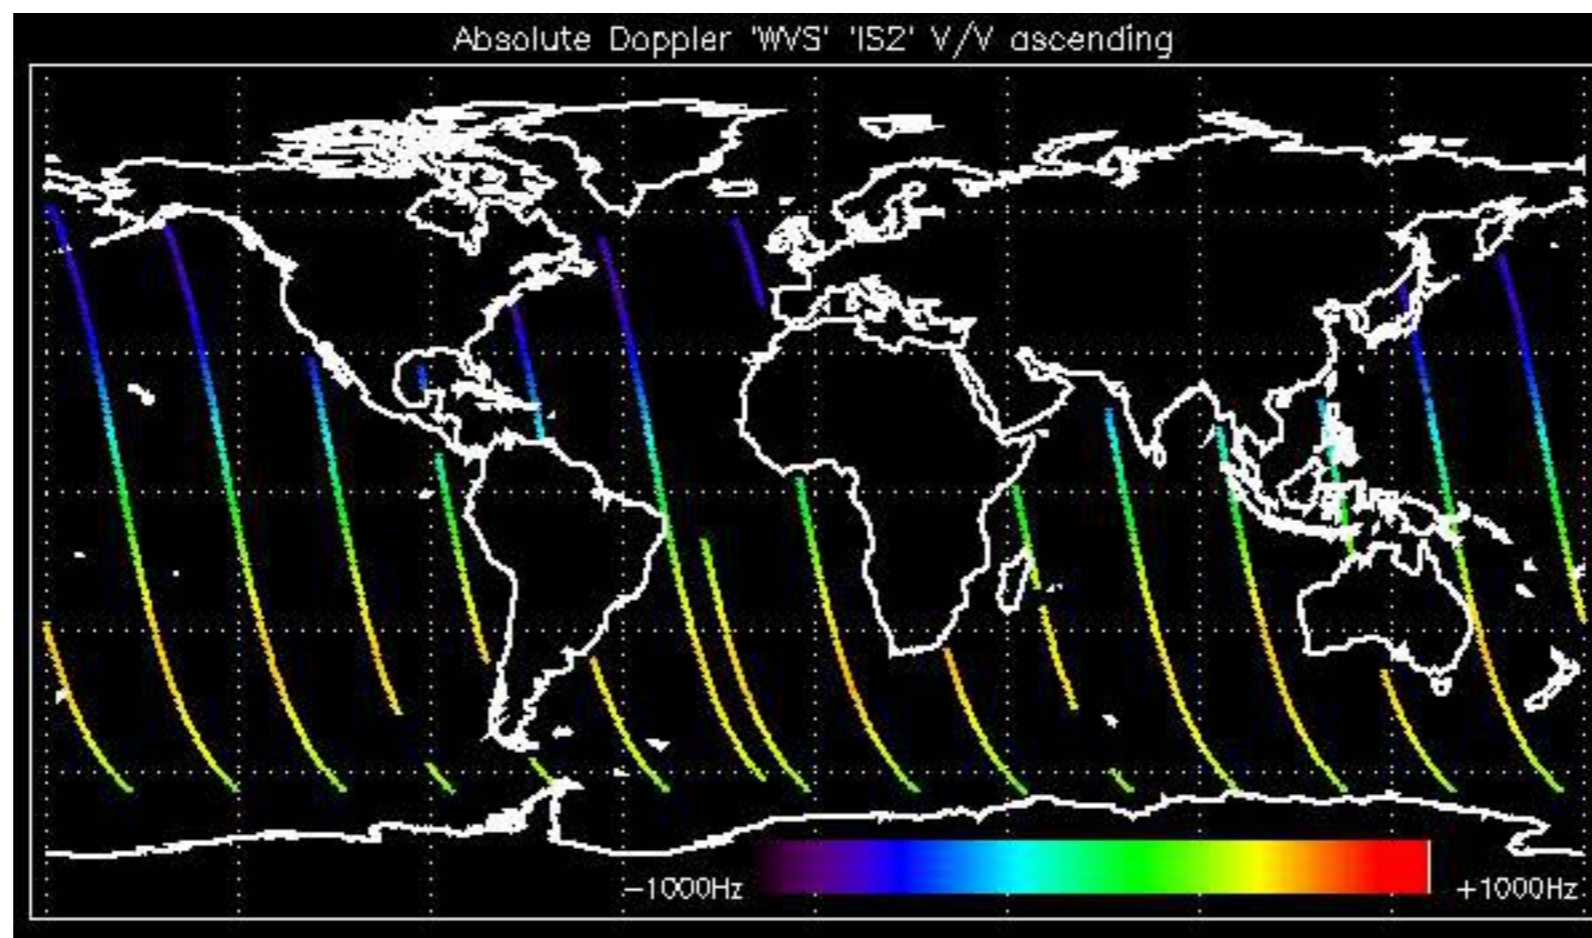 Absolute Doppler 'WVS' 'IS2' V/V ascending
-1000Hz +1000Hz